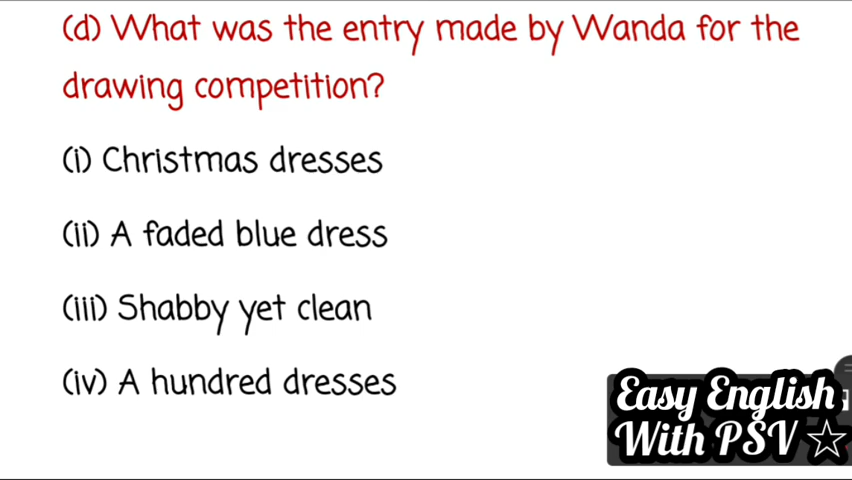 (d) What was the entry made by Wanda for the
drawing competition?
(i) Christmas dresses
(ii) A faded blue dress
(iii) Shabby yet clean
(iv) A hundred dresses
Easy English
With PSV ☆